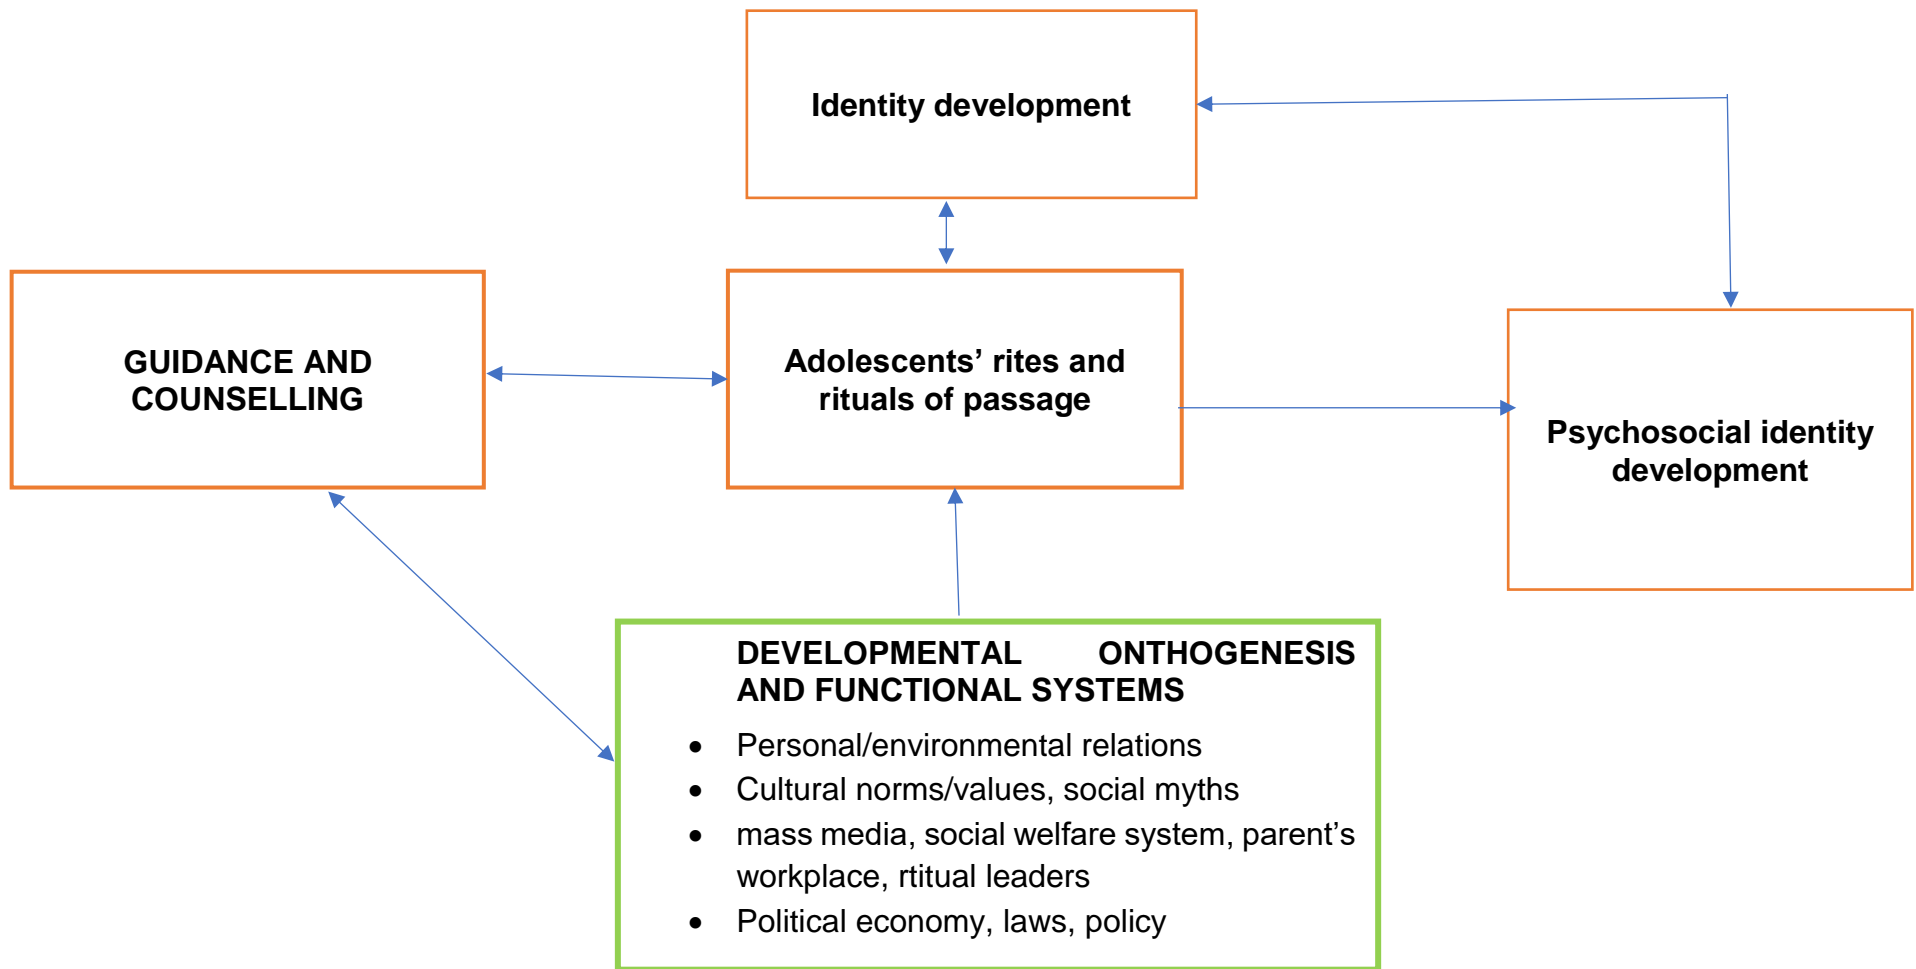 Identity development
GUIDANCE AND
COUNSELLING
Adolescents’ rites and
rituals of passage
Psychosocial identity
development
DEVELOPMENTAL ONTHOGENESIS
AND FUNCTIONAL SYSTEMS
• Personal/environmental relations
• Cultural norms/values, social myths
• mass media, social welfare system, parent’s
workplace, rtitual leaders
• Political economy, laws, policy